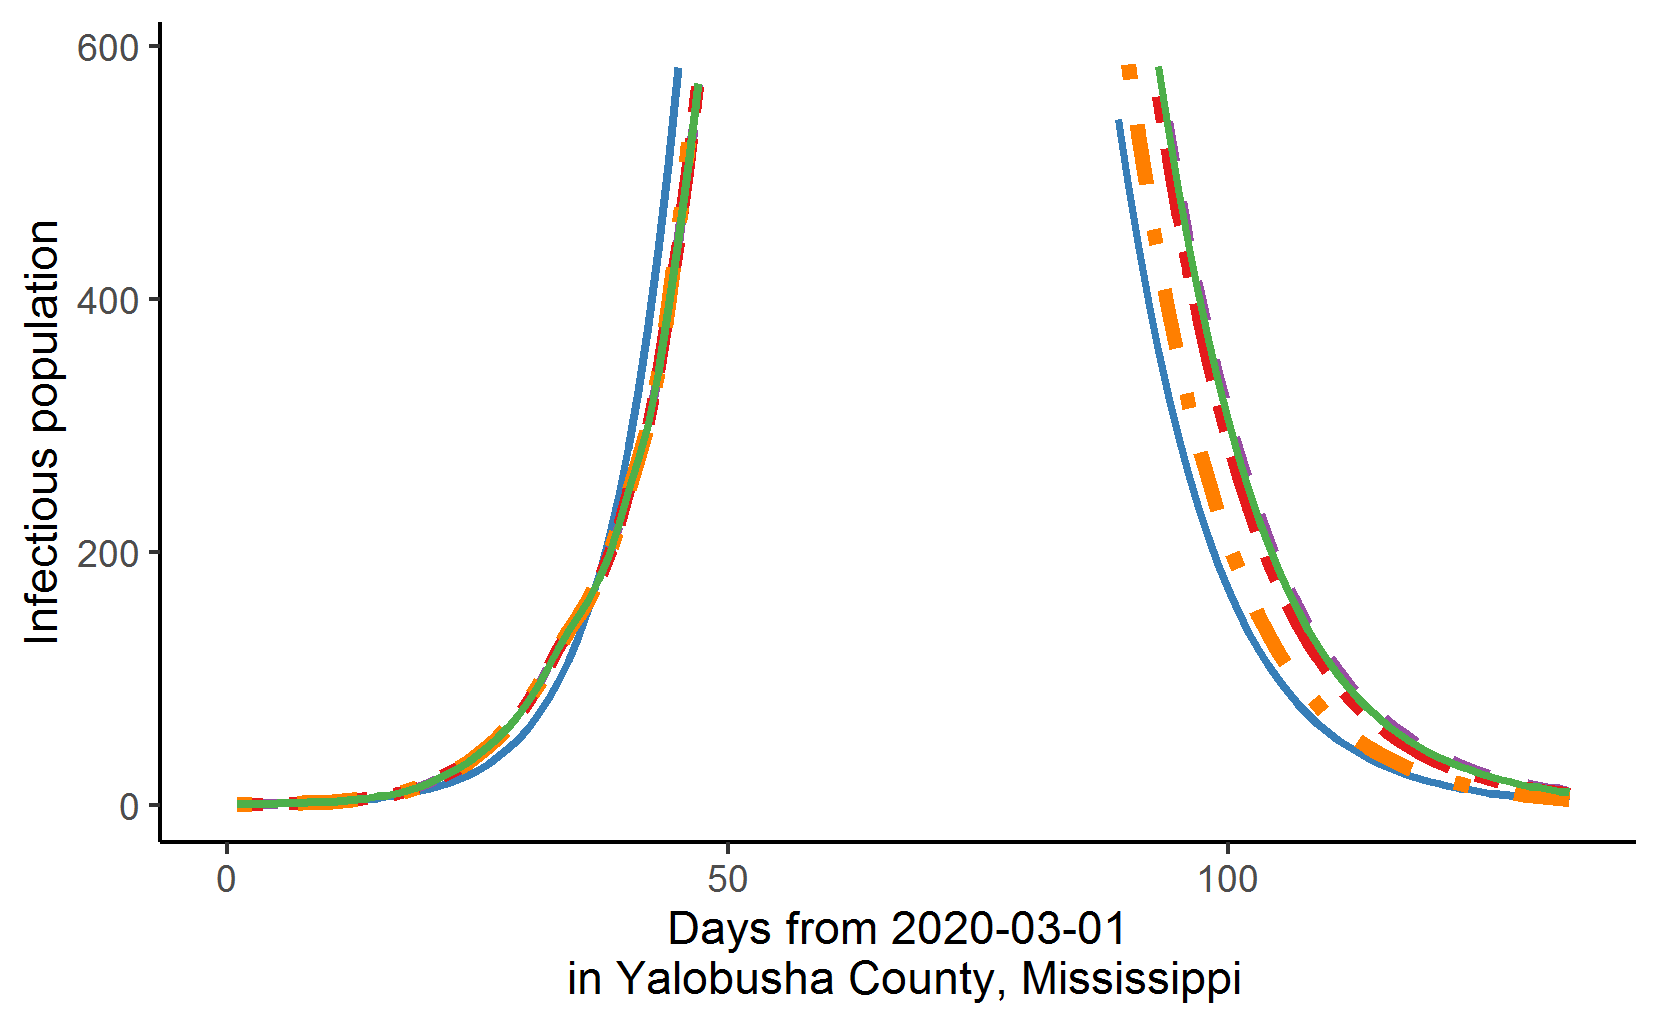 Infectious population
600
400
200
0
0 50 100
Days from 2020-03-01
in Yalobusha County, Mississippi